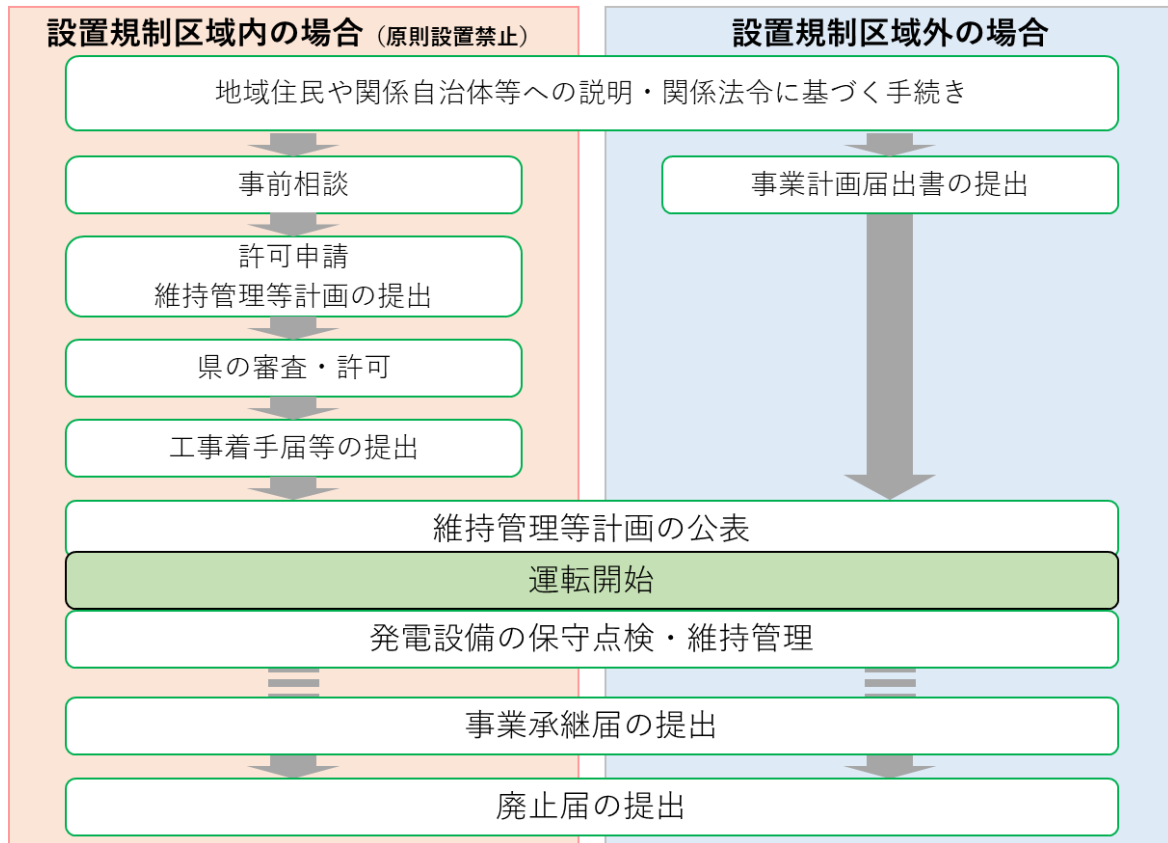 設置規制区域内の場合（原則設置禁止）
設置規制区域外の場合
地域住民や関係自治体等への説明・関係法令に基づく手続き
事前相談
事業計画届出書の提出
許可申請
維持管理等計画の提出
県の審査・許可
工事着手届等の提出
維持管理等計画の公表
運転開始
発電設備の保守点検・維持管理
事業承継届の提出
廃止届の提出